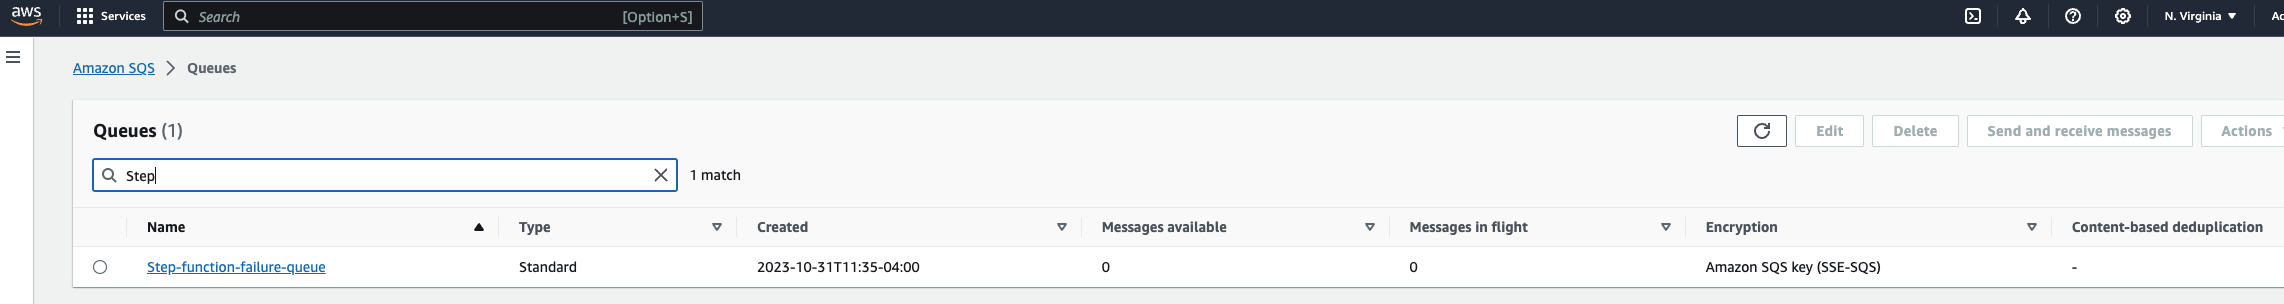 aws Services Search [Option+S] N. Virginia
Amazon SQS Queues
Queues (1) Edit Delete Send and receive messages Actions
Step 1 match
Name Type Created Messages available Messages in flight Encryption Content-based deduplication
Step-function-failure-queue Standard 2023-10-31T11:35-04:00 0 0 Amazon SQS key (SSE-SQS) -